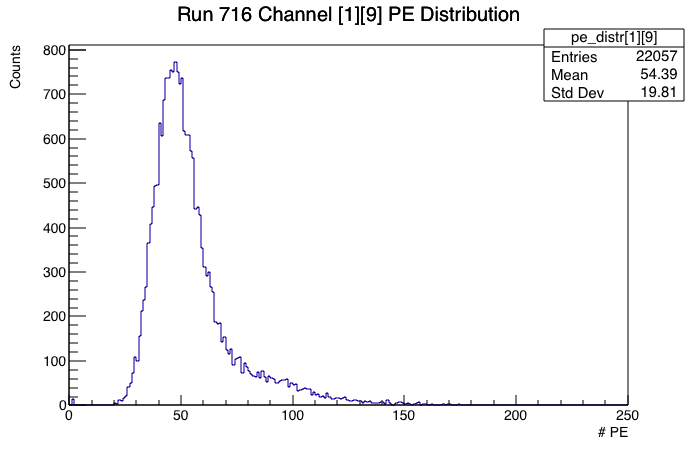 Run 716 Channel [1][9] PE Distribution
pe_distr[1][9]
Entries 22057
Mean 54.39
Std Dev 19.81
Counts
800
700
600
500
400
300
200
100
0
0 50 100 150 200 250
# PE